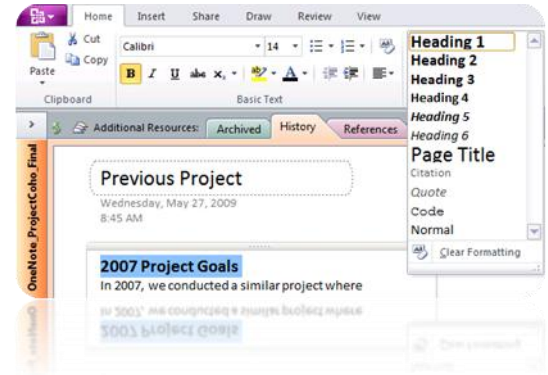 Home Insert Share Draw Review View
Cut
Copy
Paste
Clipboard
Calibri 14
B I U abc x,
Basic Text
Heading 1
Heading 2
Heading 3
Heading 4
Heading 5
Heading 6
Page Title
Citation
Quote
Code
Normal
Clear Formatting
Additional Resources: Archived History References
OneNote_ProjectCoho_Final
Previous Project
Wednesday, May 27, 2009
8:45 AM
2007 Project Goals
In 2007, we conducted a similar project where